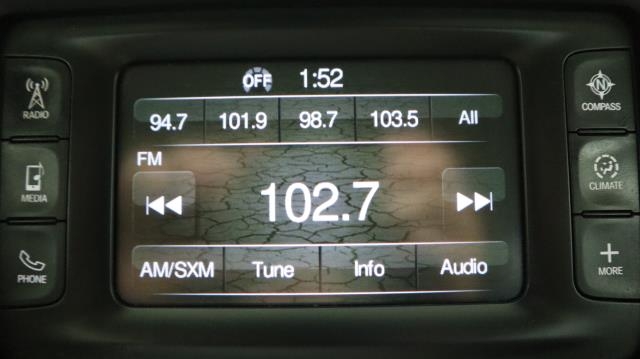 OFF 1:52
94.7 101.9 98.7 103.5 All
FM
102.7
AM/SXM Tune Info Audio
RADIO
MEDIA
PHONE
N
COMPASS
CLIMATE
MORE